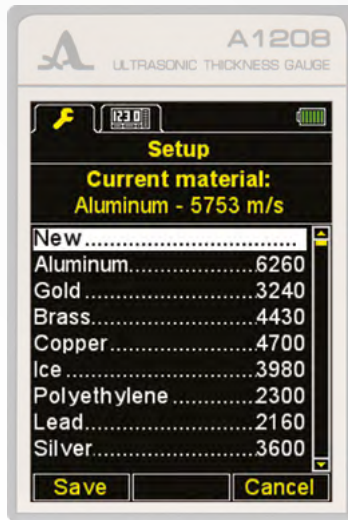 A1208
ULTRASONIC THICKNESS GAUGE
123.0
Setup
Current material:
Aluminum - 5753 m/s
New..................................
Aluminum....................6260
Gold ............................3240
Brass...........................4430
Copper........................4700
Ice................................3980
Polyethylene ..............2300
Lead............................2160
Silver...........................3600
Save Cancel